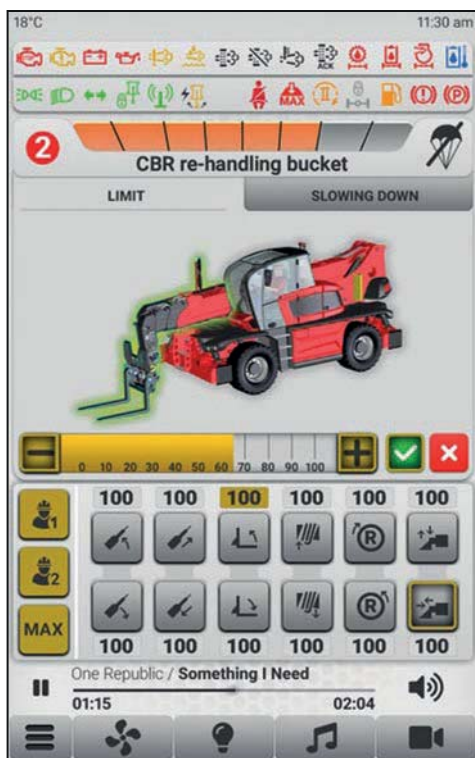 18°C 11:30 am
MAX
2
CBR re-handling bucket
LIMIT SLOWING DOWN
0 10 20 30 40 50 60 70 80 90 100
100 100 100 100 100 100
1
R
2
R
MAX
100 100 100 100 100 100
One Republic / Something I Need
01:15 02:04